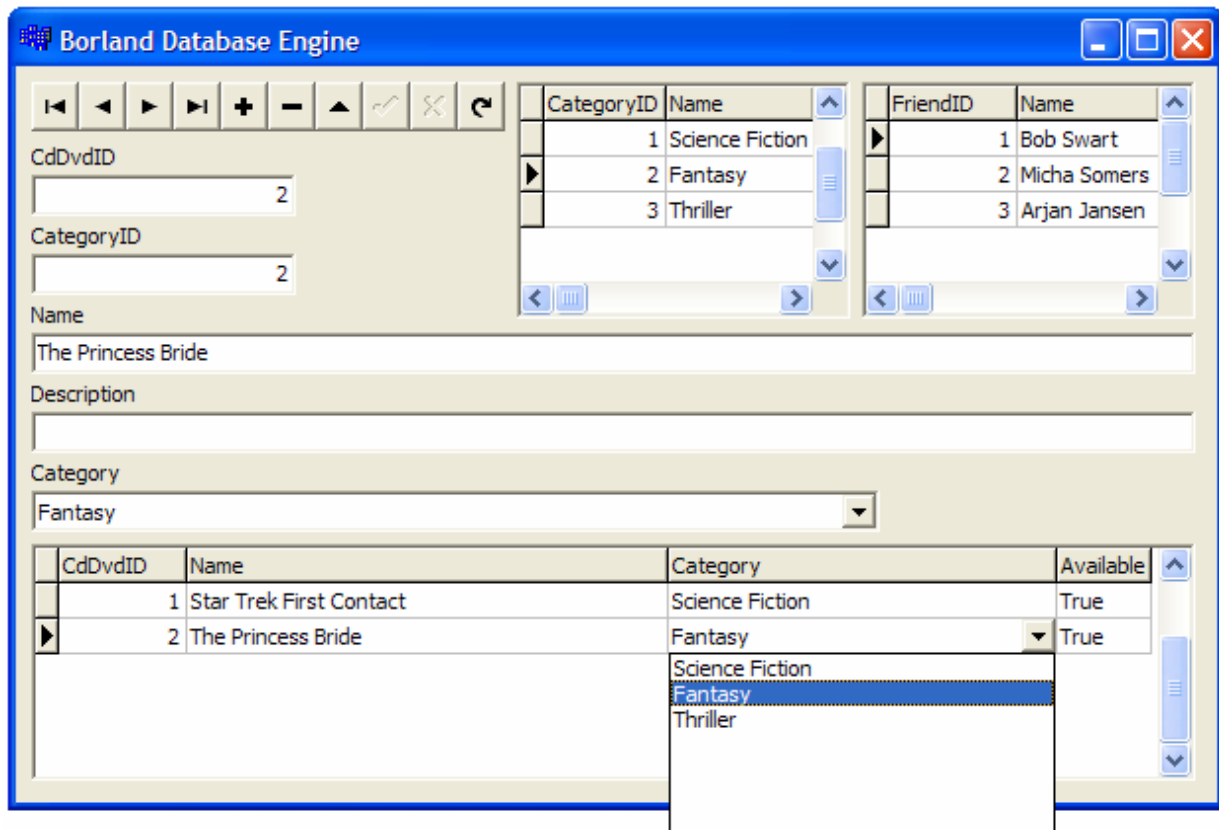 Borland Database Engine
CdDvdID
2
CategoryID
2
CategoryID Name
1 Science Fiction
2 Fantasy
3 Thriller
FriendID Name
1 Bob Swart
2 Micha Somers
3 Arjan Jansen
Name
The Princess Bride
Description
Category
Fantasy
CdDvdID Name Category Available
1 Star Trek First Contact Science Fiction True
2 The Princess Bride Fantasy True
Science Fiction
Fantasy
Thriller